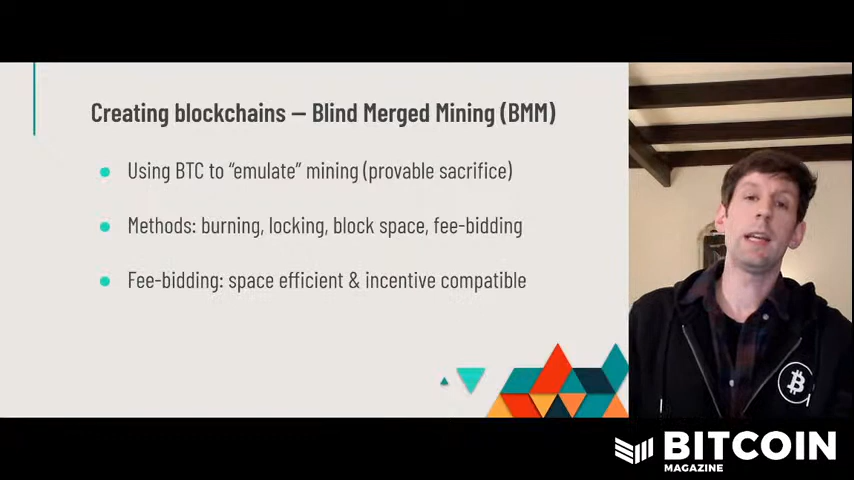 Creating blockchains — Blind Merged Mining (BMM)
Using BTC to “emulate” mining (provable sacrifice)
Methods: burning, locking, block space, fee-bidding
Fee-bidding: space efficient & incentive compatible
BITCOIN
MAGAZINE